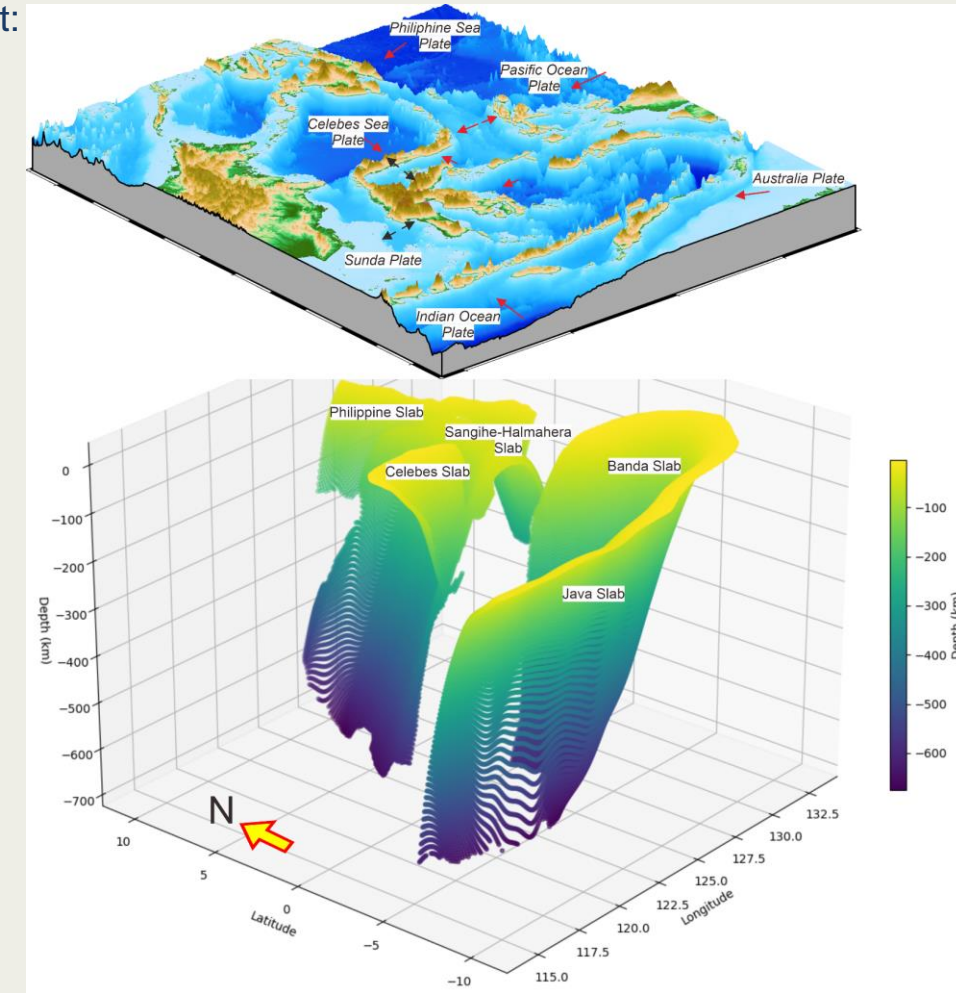 t:
Philiphine Sea
Plate
Pasific Ocean
Plate
Celebes Sea
Plate
Australia Plate
Sunda Plate
Indian Ocean
Plate
Philippine Slab
Sangihe-Halmahera
Slab
Celebes Slab
Banda Slab
Java Slab
0
−100
−200
−300
−400
−500
−600
−700
Depth (km)
N
10
5
0
−5
−10
Latitude
115.0
117.5
120.0
122.5
125.0
127.5
130.0
132.5
Longitude
−100
−200
−300
−400
−500
−600
Depth (km)